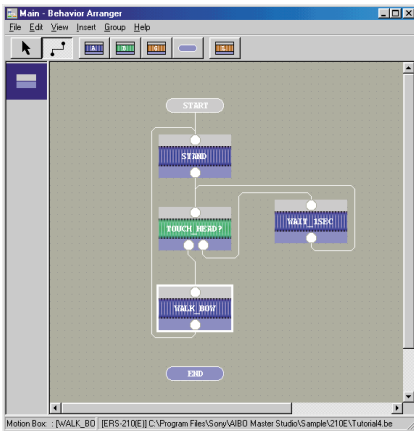 Main - Behavior Arranger
File Edit View Insert Group Help
START
STAND
TOUCH_HEAD?
WAIT_1SEC
WALK_BOW
END
Motion Box: : [WALK_BO [ERS-210(E)] C:\Program Files\Sony\AIBO Master Studio\Sample\210E\Tutorial4.be